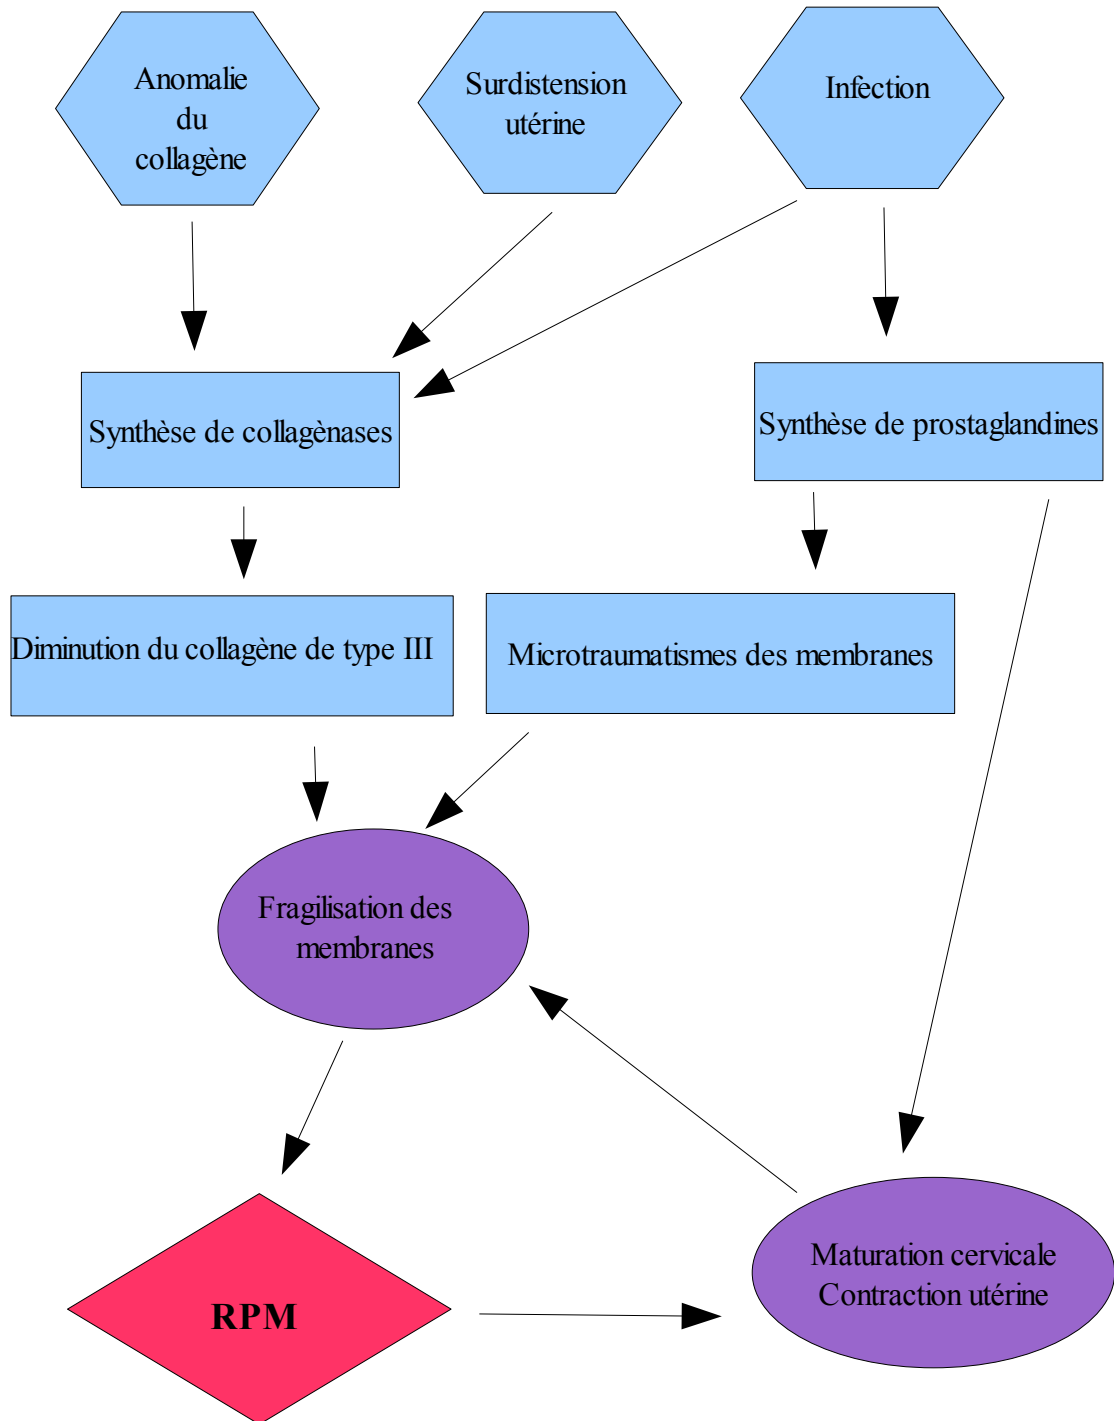 Anomalie
du
collagène
Surdistension
utérine
Infection
Synthèse de collagènases
Synthèse de prostaglandines
Diminution du collagène de type III
Microtraumatismes des membranes
Fragilisation des
membranes
RPM
Maturation cervicale
Contraction utérine